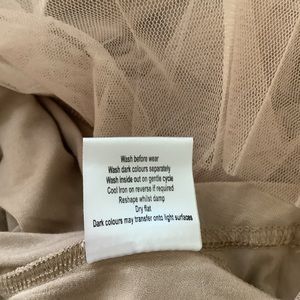 Wash before wear
Wash dark colours separately
Wash inside out on gentle cycle
Cool Iron on reverse if required
Reshape whilst damp
Dry flat
Dark colours may transfer onto light surfaces